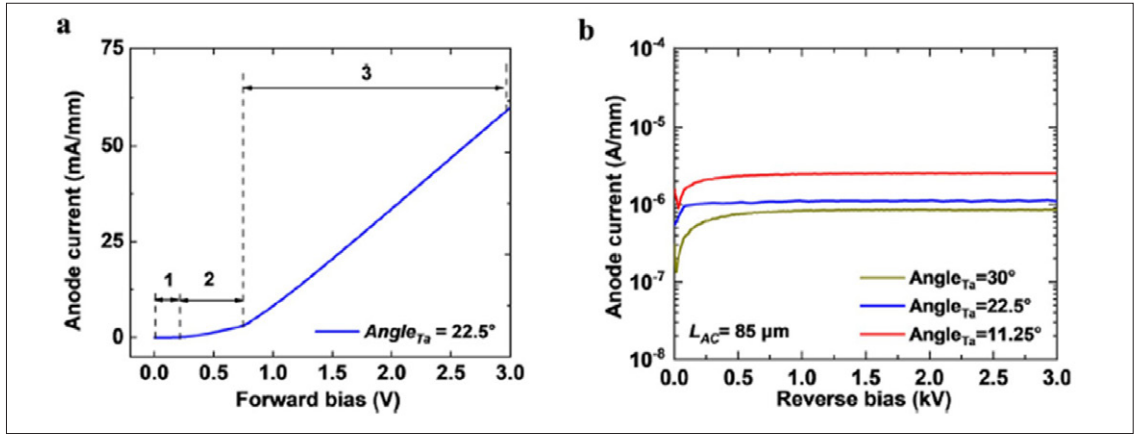 a
75
50
25
0
Anode current (mA/mm)
1
2
3
Angle_Ta = 22.5°
0.0 0.5 1.0 1.5 2.0 2.5 3.0
Forward bias (V)
b
10^-4
10^-5
10^-6
10^-7
10^-8
Anode current (A/mm)
Angle_Ta=30°
Angle_Ta=22.5°
L_AC= 85 μm
Angle_Ta=11.25°
0.0 0.5 1.0 1.5 2.0 2.5 3.0
Reverse bias (kV)